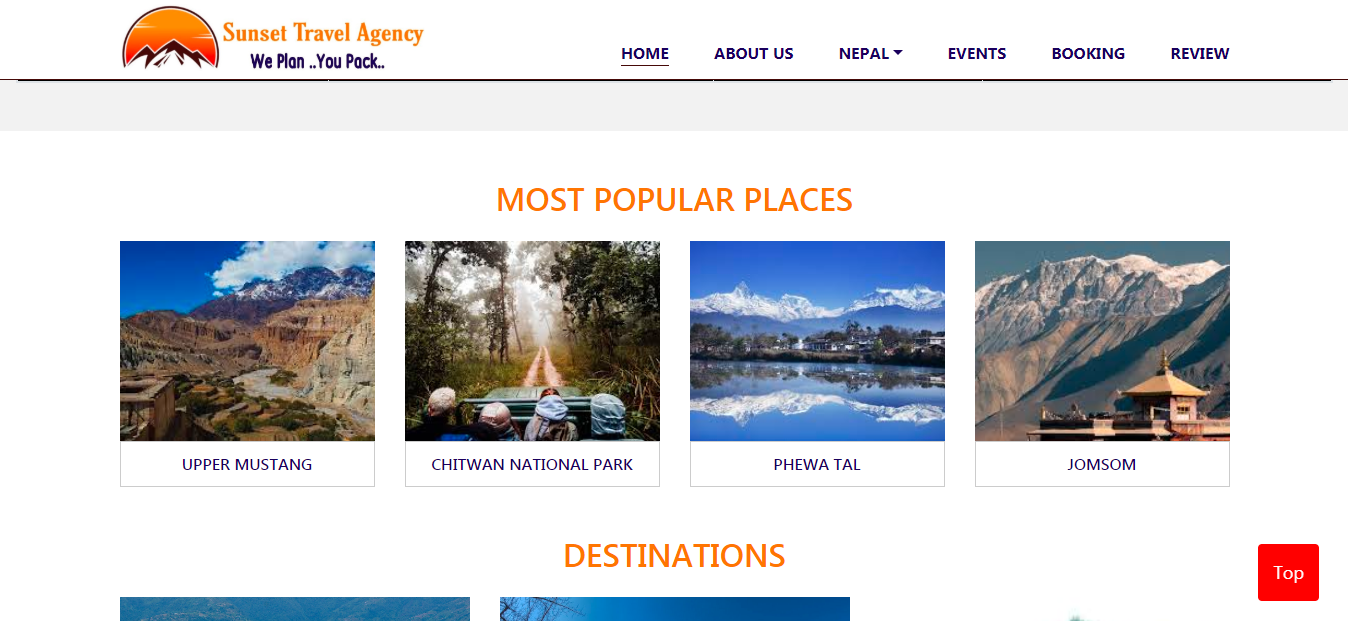 Sunset Travel Agency
We Plan ..You Pack..
HOME ABOUT US NEPAL EVENTS BOOKING REVIEW
MOST POPULAR PLACES
UPPER MUSTANG CHITWAN NATIONAL PARK PHEWA TAL JOMSOM
DESTINATIONS
Top